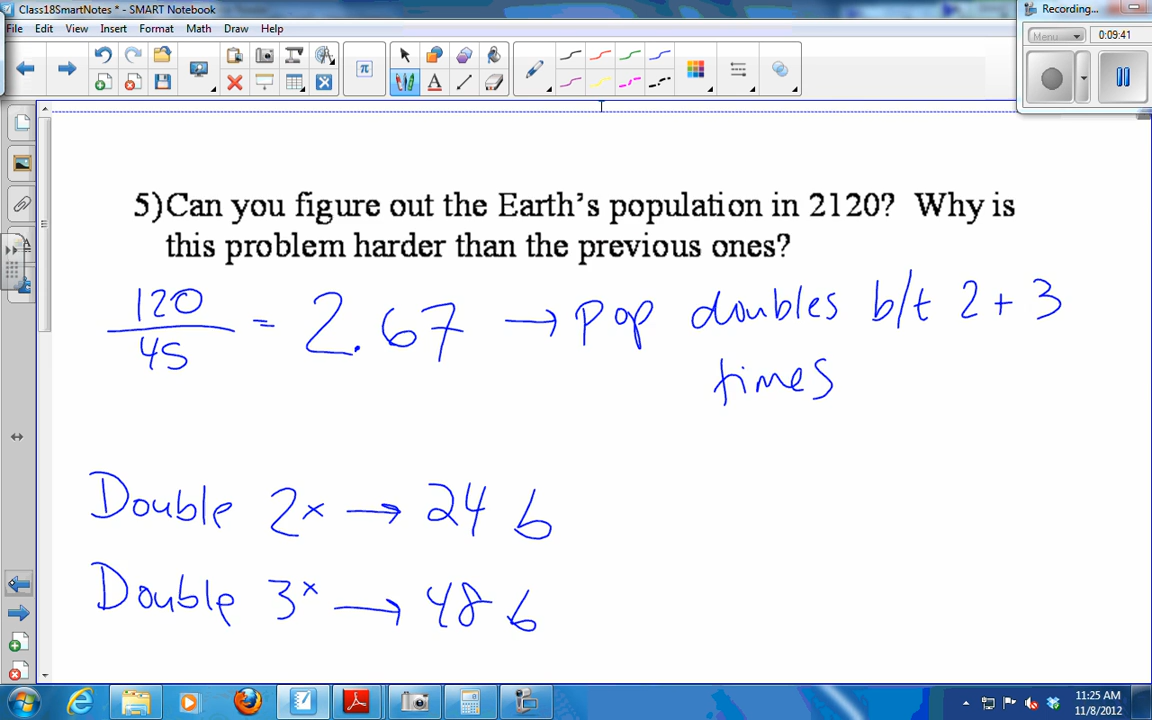 Class18SmartNotes * - SMART Notebook
Recording...
File Edit View Insert Format Math Draw Help
Menu
0:09:41
π
A
5) Can you figure out the Earth's population in 2120? Why is
this problem harder than the previous ones?
120
45
= 2.67 → Pop doubles b/t 2 + 3
times
Double 2x → 24 b
Double 3x → 48 b
11:25 AM
11/8/2012